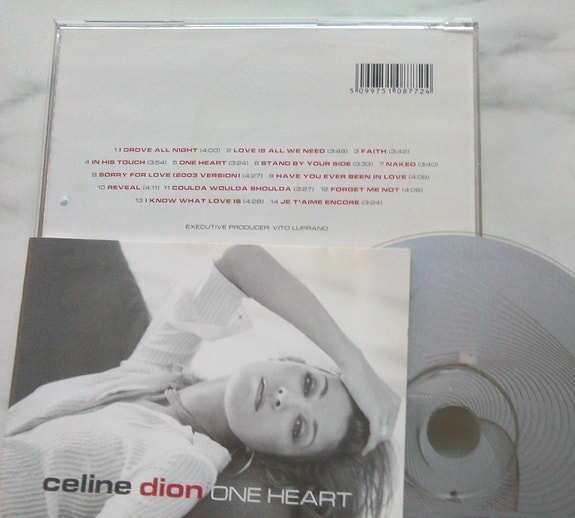 5 099751 087724
1 I DROVE ALL NIGHT (4:00) 2 LOVE IS ALL WE NEED (3:49) 3 FAITH (3:42)
4 IN HIS TOUCH (3:54) 5 ONE HEART (3:24) 6 STAND BY YOUR SIDE (3:33) 7 NAKED (3:40)
8 SORRY FOR LOVE (2003 VERSION) (4:27) 9 HAVE YOU EVER BEEN IN LOVE (4:08)
10 REVEAL (4:11) 11 COULDA WOULDA SHOULDA (3:27) 12 FORGET ME NOT (4:08)
13 I KNOW WHAT LOVE IS (4:28) 14 JE T'AIME ENCORE (3:24)
EXECUTIVE PRODUCER: VITO LUPRANO
celine dion ONE HEART